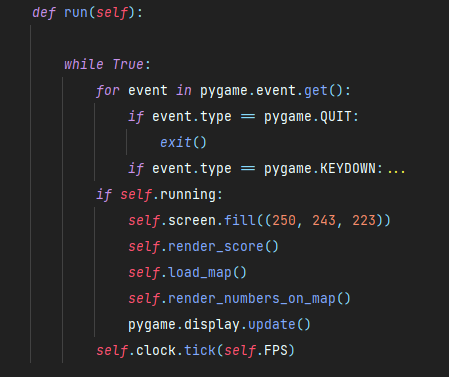 def run(self):
while True:
for event in pygame.event.get():
if event.type == pygame.QUIT:
exit()
if event.type == pygame.KEYDOWN:...
if self.running:
self.screen.fill((250, 243, 223))
self.render_score()
self.load_map()
self.render_numbers_on_map()
pygame.display.update()
self.clock.tick(self.FPS)